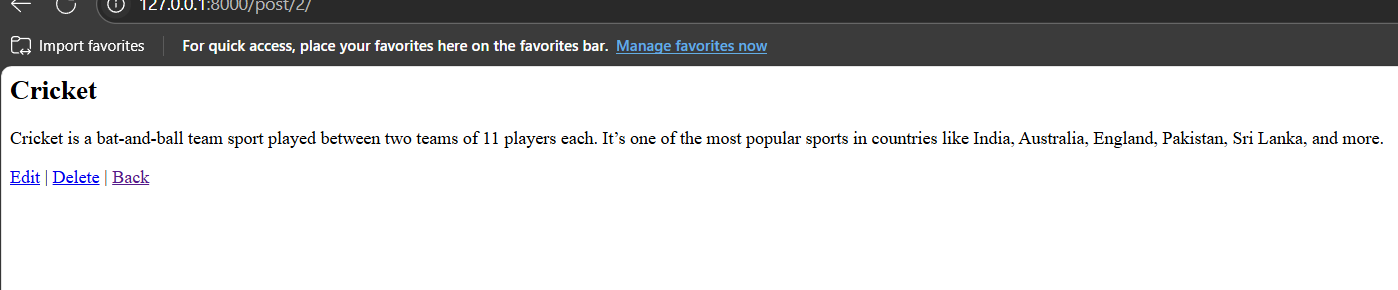 127.0.0.1:8000/post/2/
Import favorites For quick access, place your favorites here on the favorites bar. Manage favorites now
Cricket
Cricket is a bat-and-ball team sport played between two teams of 11 players each. It’s one of the most popular sports in countries like India, Australia, England, Pakistan, Sri Lanka, and more.
Edit | Delete | Back